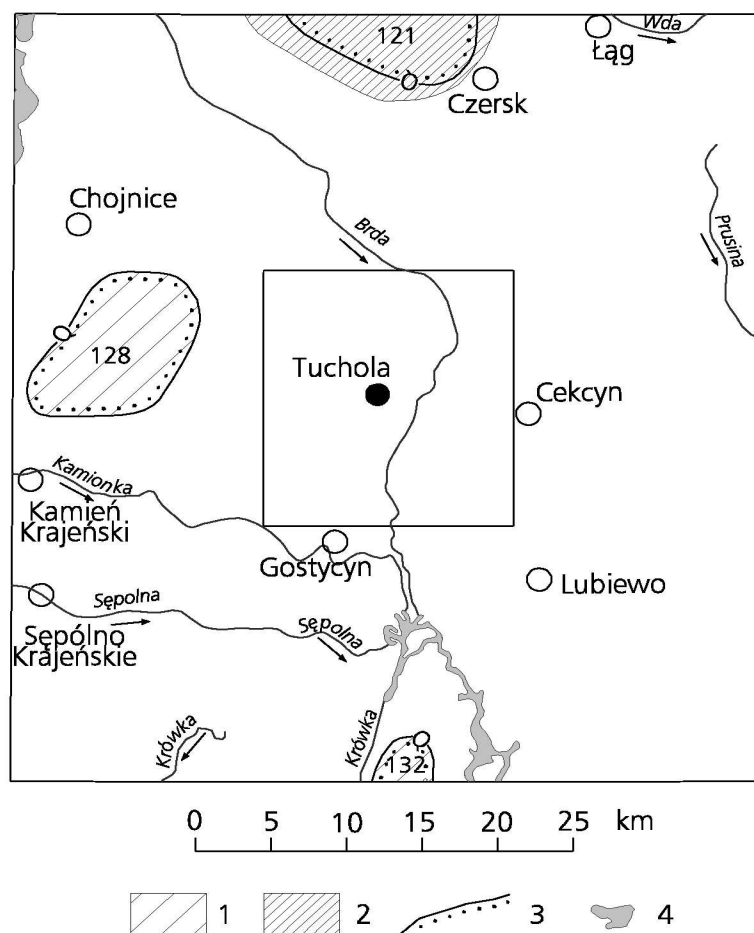 121
Wda
Łąg
Czersk
Chojnice
Brda
Prusina
128
Tuchola
Cekcyn
Kamionka
Kamień
Krajeński
Gostycyn
Lubiewo
Sępolna
Sępolna
Sępólno
Krajeńskie
Krówka
Krówka
132
0 5 10 15 20 25 km
1 2 3 4